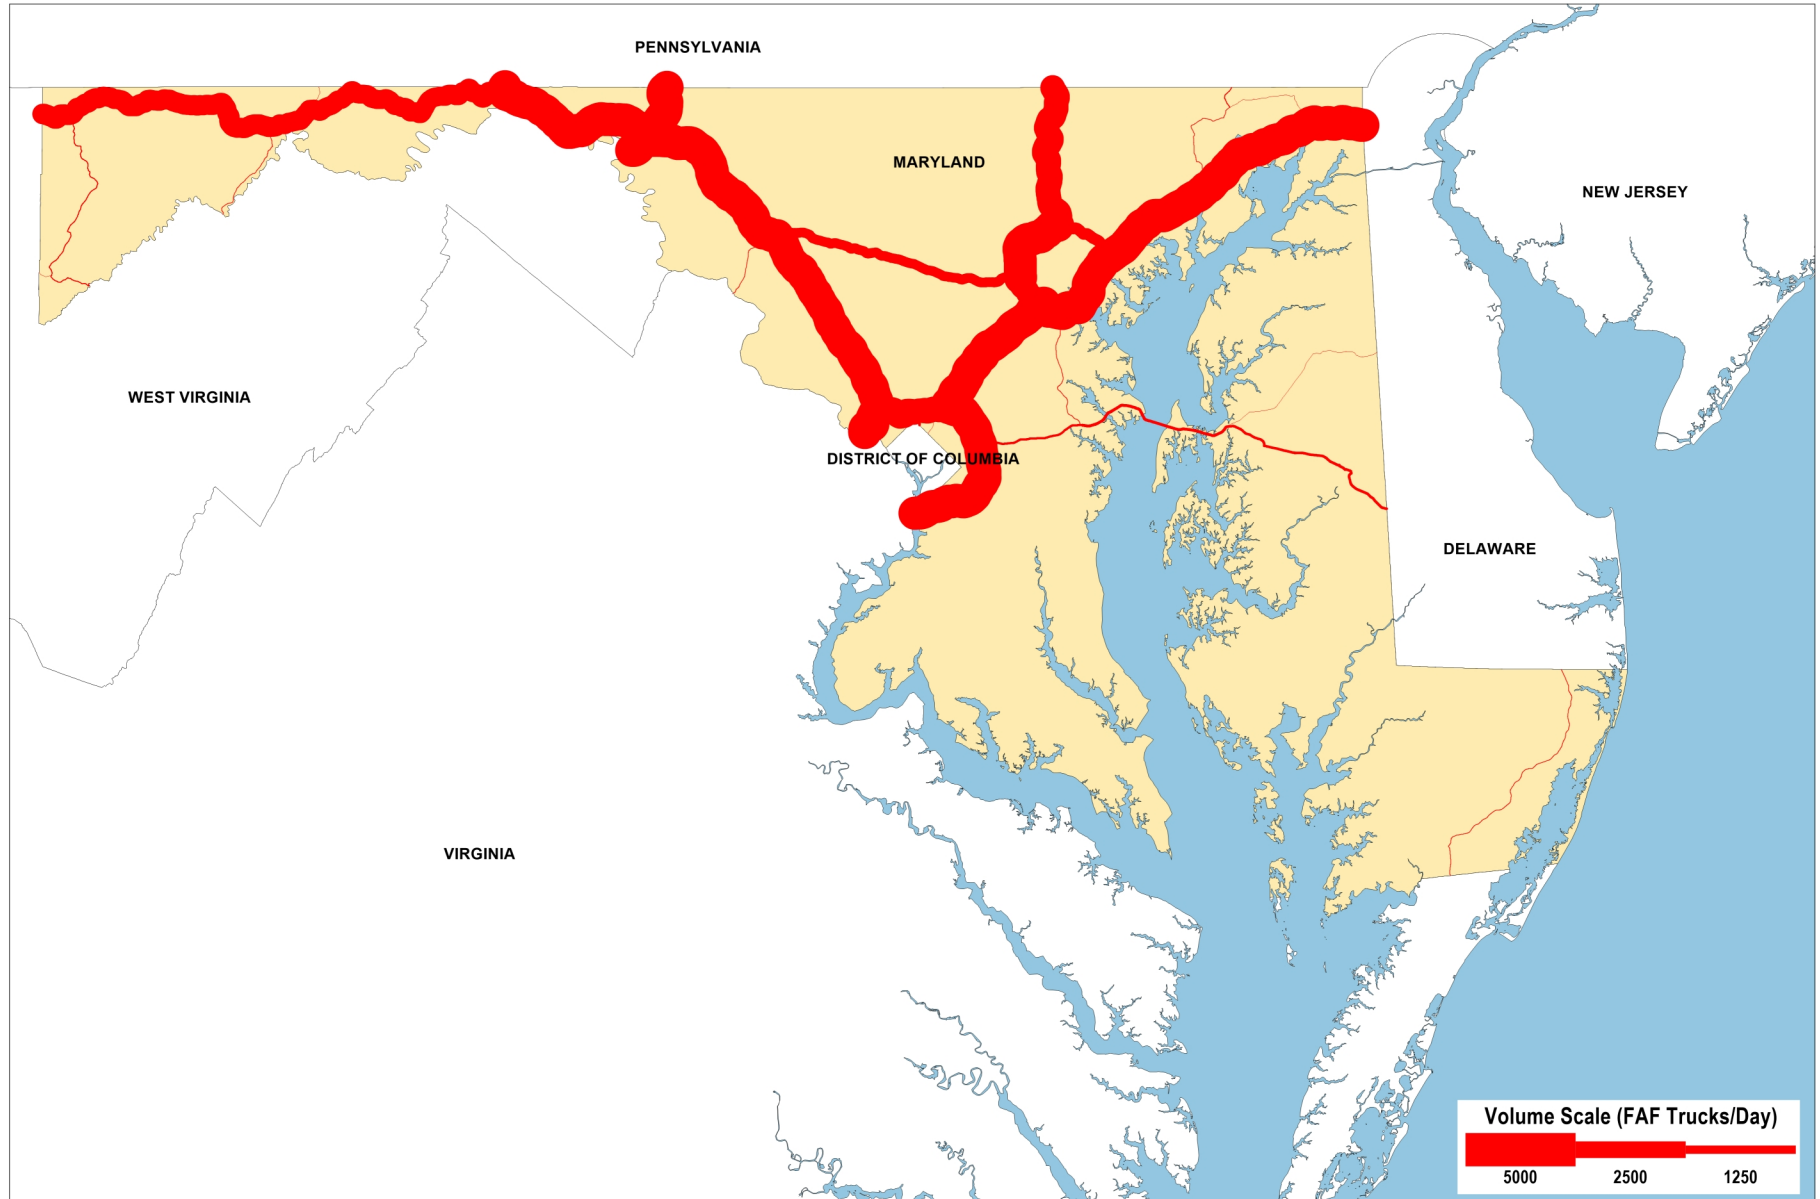 PENNSYLVANIA
MARYLAND
NEW JERSEY
WEST VIRGINIA
DISTRICT OF COLUMBIA
DELAWARE
VIRGINIA
Volume Scale (FAF Trucks/Day)
5000 2500 1250